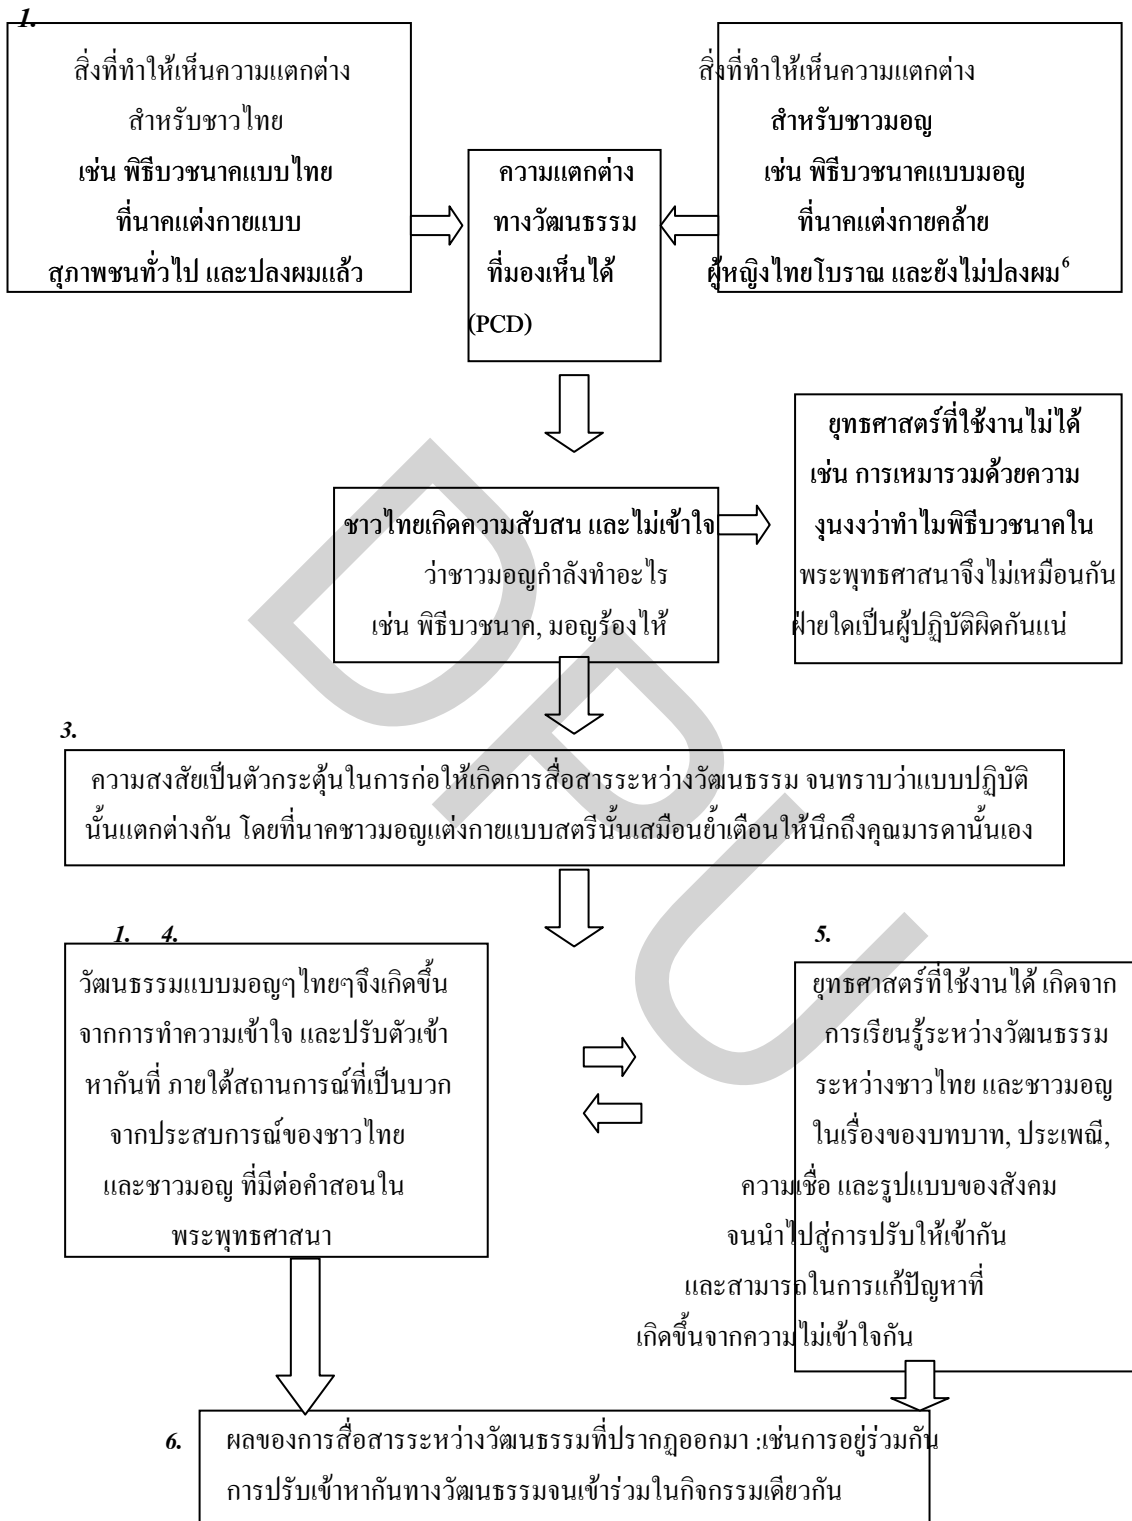 1.
สิ่งที่ทำให้เห็นความแตกต่าง
สำหรับชาวไทย
เช่น พิธีบวชนาคแบบไทย
ที่นาคแต่งกายแบบ
สุภาพชนทั่วไป และปลงผมแล้ว
ความแตกต่าง
ทางวัฒนธรรม
ที่มองเห็นได้
(PCD)
สิ่งที่ทำให้เห็นความแตกต่าง
สำหรับชาวมอญ
เช่น พิธีบวชนาคแบบมอญ
ที่นาคแต่งกายคล้าย
ผู้หญิงไทยโบราณ และยังไม่ปลงผม6
ชาวไทยเกิดความสับสน และไม่เข้าใจ
ว่าชาวมอญกำลังทำอะไร
เช่น พิธีบวชนาค, มอญร้องไห้
ยุทธศาสตร์ที่ใช้งานไม่ได้
เช่น การเหมารวมด้วยความ
งุนงงว่าทำไมพิธีบวชนาคใน
พระพุทธศาสนาจึงไม่เหมือนกัน
ฝ่ายใดเป็นผู้ปฏิบัติผิดกันแน่
3.
ความสงสัยเป็นตัวกระตุ้นในการก่อให้เกิดการสื่อสารระหว่างวัฒนธรรม จนทราบว่าแบบปฏิบัติ
นั้นแตกต่างกัน โดยที่นาคชาวมอญแต่งกายแบบสตรีนั้นเสมือนย้ำเตือนให้นึกถึงคุณมารดานั้นเอง
1. 4.
วัฒนธรรมแบบมอญๆไทยๆจึงเกิดขึ้น
จากการทำความเข้าใจ และปรับตัวเข้า
หากันที่ ภายใต้สถานการณ์ที่เป็นบวก
จากประสบการณ์ของชาวไทย
และชาวมอญ ที่มีต่อคำสอนใน
พระพุทธศาสนา
5.
ยุทธศาสตร์ที่ใช้งานได้ เกิดจาก
การเรียนรู้ระหว่างวัฒนธรรม
ระหว่างชาวไทย และชาวมอญ
ในเรื่องของบทบาท, ประเพณี,
ความเชื่อ และรูปแบบของสังคม
จนนำไปสู่การปรับให้เข้ากัน
และสามารถในการแก้ปัญหาที่
เกิดขึ้นจากความไม่เข้าใจกัน
6.
ผลของการสื่อสารระหว่างวัฒนธรรมที่ปรากฏออกมา :เช่นการอยู่ร่วมกัน
การปรับเข้าหากันทางวัฒนธรรมจนเข้าร่วมในกิจกรรมเดียวกัน
DPU